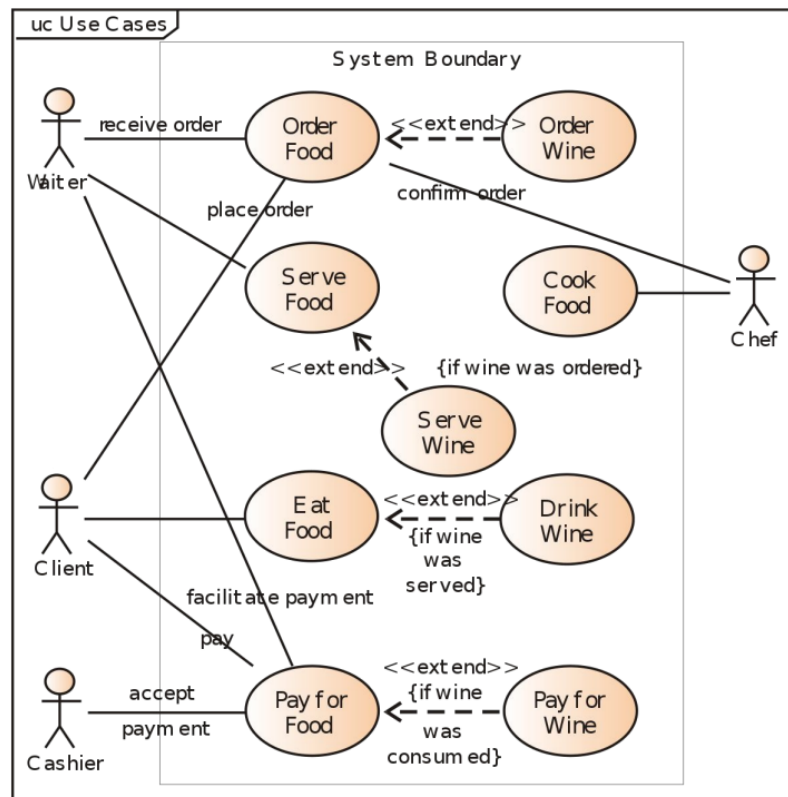 uc Use Cases
System Boundary
receive order
Order
Food
<<extend>>
Order
Wine
Waiter
place order
confirm order
Serve
Food
Cook
Food
Chef
<<extend>>
{if wine was ordered}
Serve
Wine
Eat
Food
<<extend>>
{if wine
was
served}
Drink
Wine
Client
facilitate payment
pay
accept
payment
Pay for
Food
<<extend>>
{if wine
was
consumed}
Pay for
Wine
Cashier